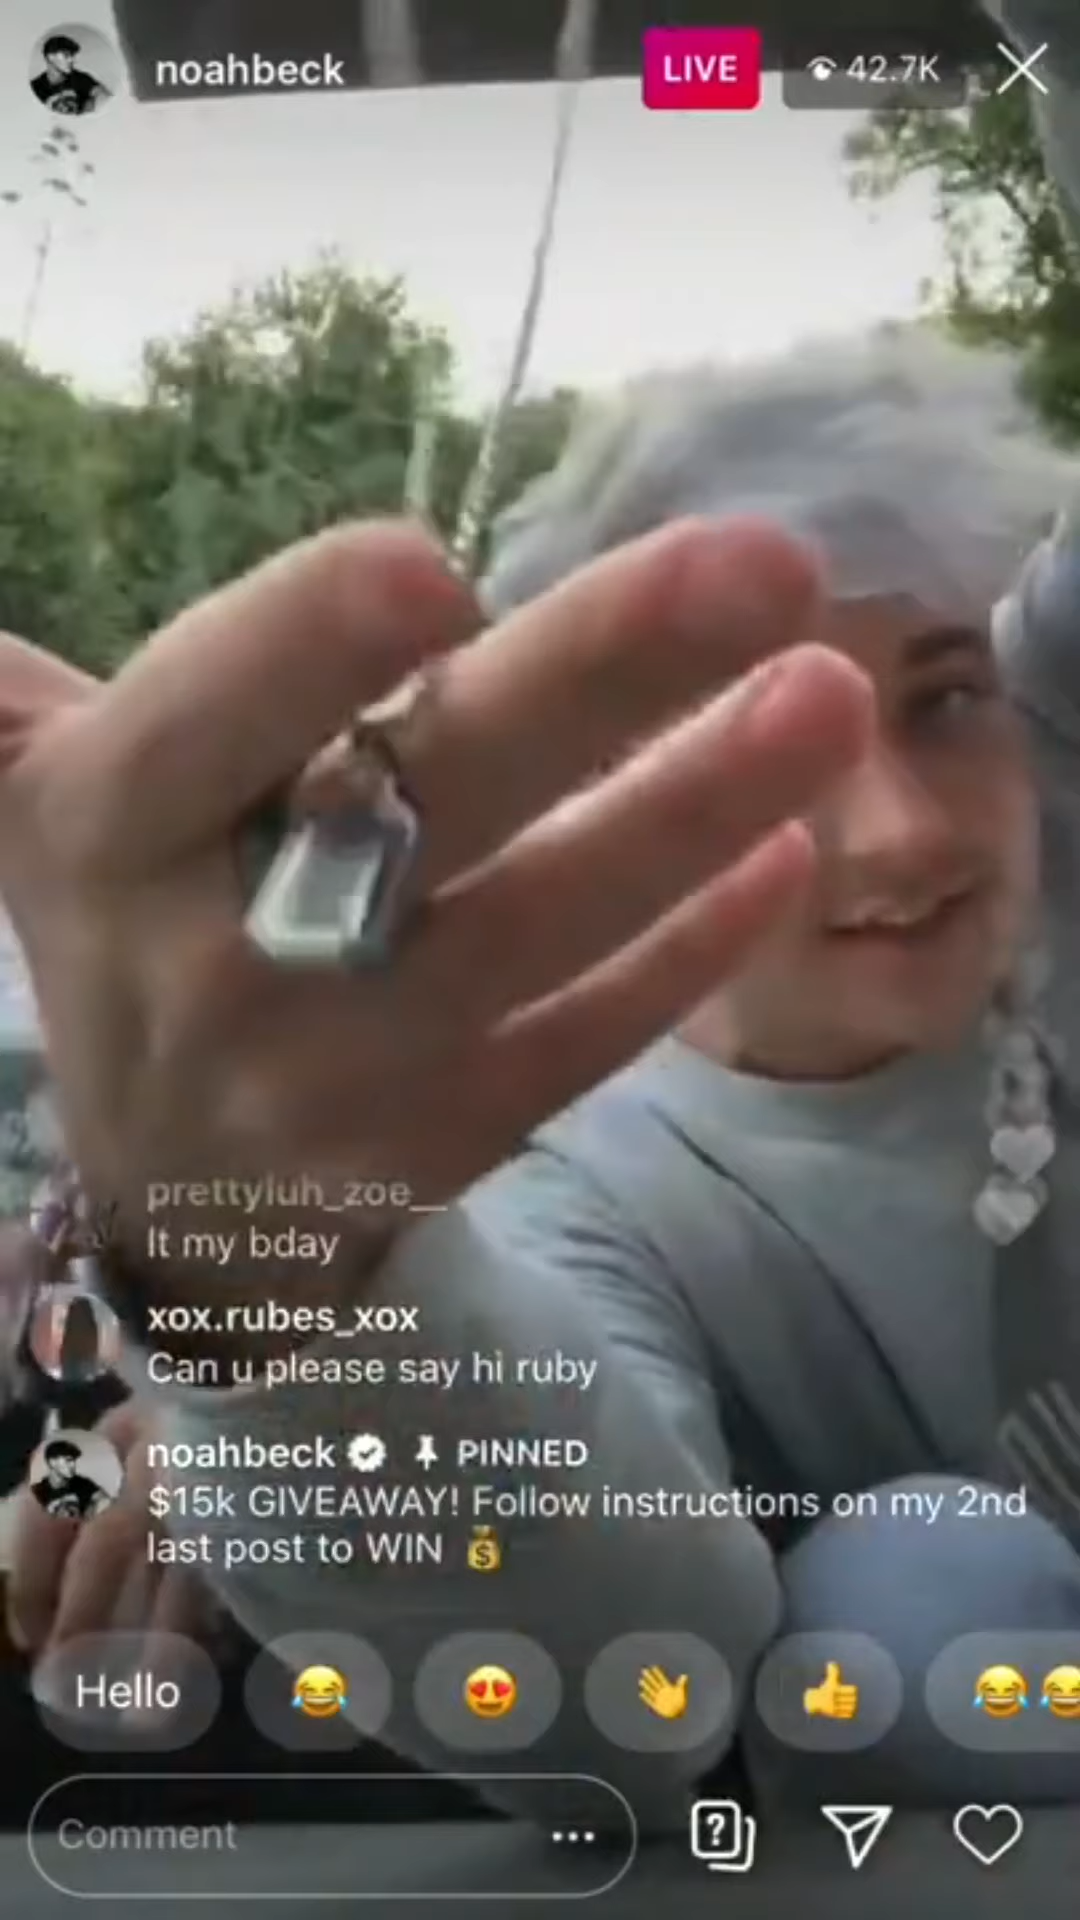 noahbeck
LIVE
42.7K
prettyluh_zoe__
It my bday
xox.rubes_xox
Can u please say hi ruby
noahbeck PINNED
$15k GIVEAWAY! Follow instructions on my 2nd
last post to WIN 💰
Hello 😂 😍 👋 👍 😂😂
Comment
?